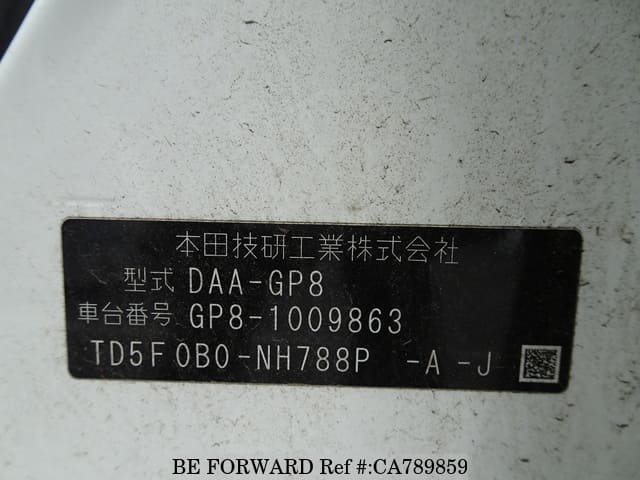 本田技研工業株式会社
型式 DAA-GP8
車台番号 GP8-1009863
TD5F0B0-NH788P -A -J
BE FORWARD Ref #:CA789859